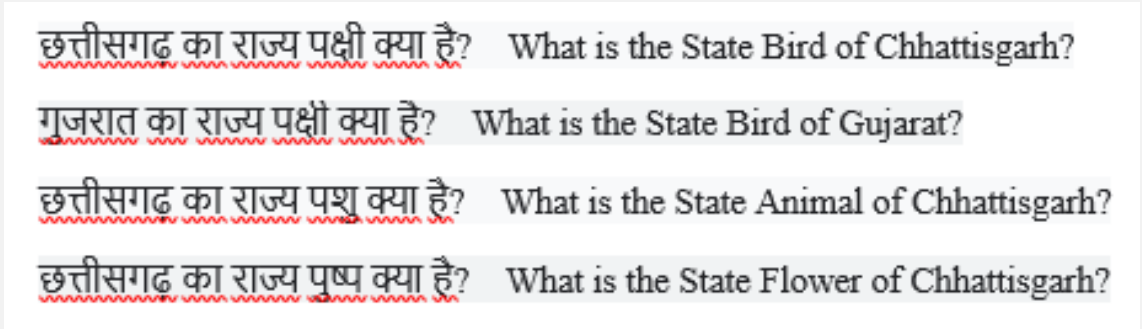 छत्तीसगढ़ का राज्य पक्षी क्या है? What is the State Bird of Chhattisgarh?
गुजरात का राज्य पक्षी क्या है? What is the State Bird of Gujarat?
छत्तीसगढ़ का राज्य पशु क्या है? What is the State Animal of Chhattisgarh?
छत्तीसगढ़ का राज्य पुष्प क्या है? What is the State Flower of Chhattisgarh?